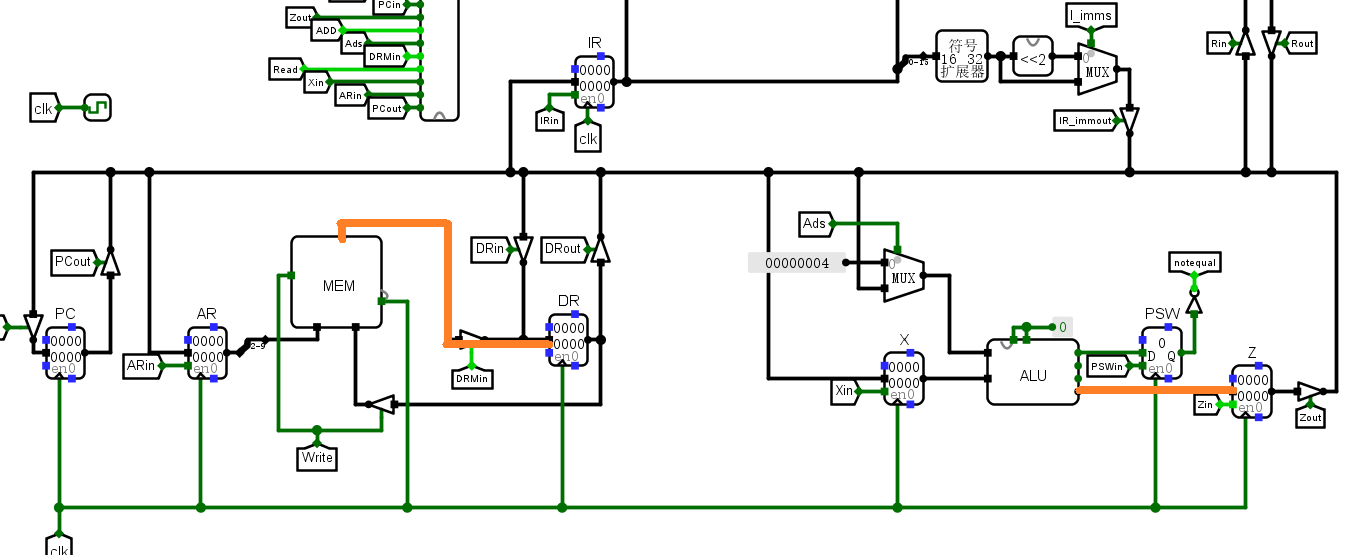 PCin
Zout
ADD
Ads
DRMin
Read
Xin
ARin
PCout
clk
IR
0000
0000
en0
IRin
clk
0-15
符号
16 32
扩展器
<<2
I_imms
0
MUX
IR_immout
Rin
Rout
PCout
PC
0000
0000
en0
AR
0000
0000
en0
ARin
2-9
MEM
Write
DRin
DRout
DRMin
DR
0000
0000
en0
Ads
00000004
0
MUX
X
0000
0000
en0
Xin
0
ALU
notequal
PSW
0
D Q
en0
PSWin
Z
0000
0000
en0
Zin
Zout
clk